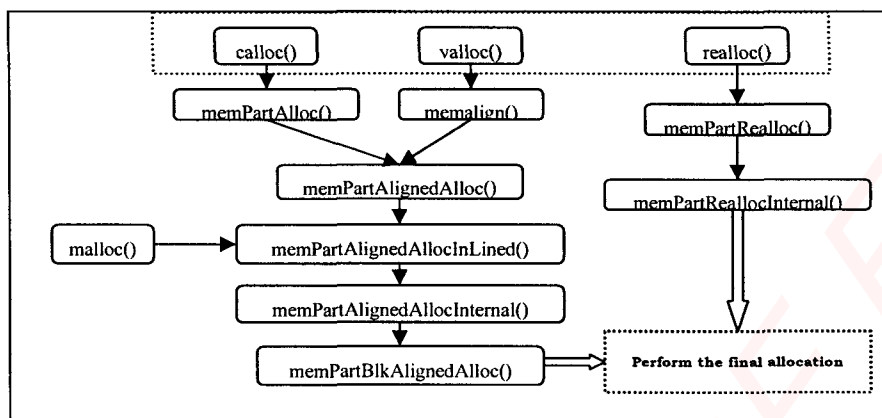 calloc()
valloc()
realloc()
memPartAlloc()
memalign()
memPartRealloc()
memPartAlignedAlloc()
memPartReallocInternal()
malloc()
memPartAlignedAllocInLined()
memPartAlignedAllocInternal()
memPartBlkAlignedAlloc()
Perform the final allocation